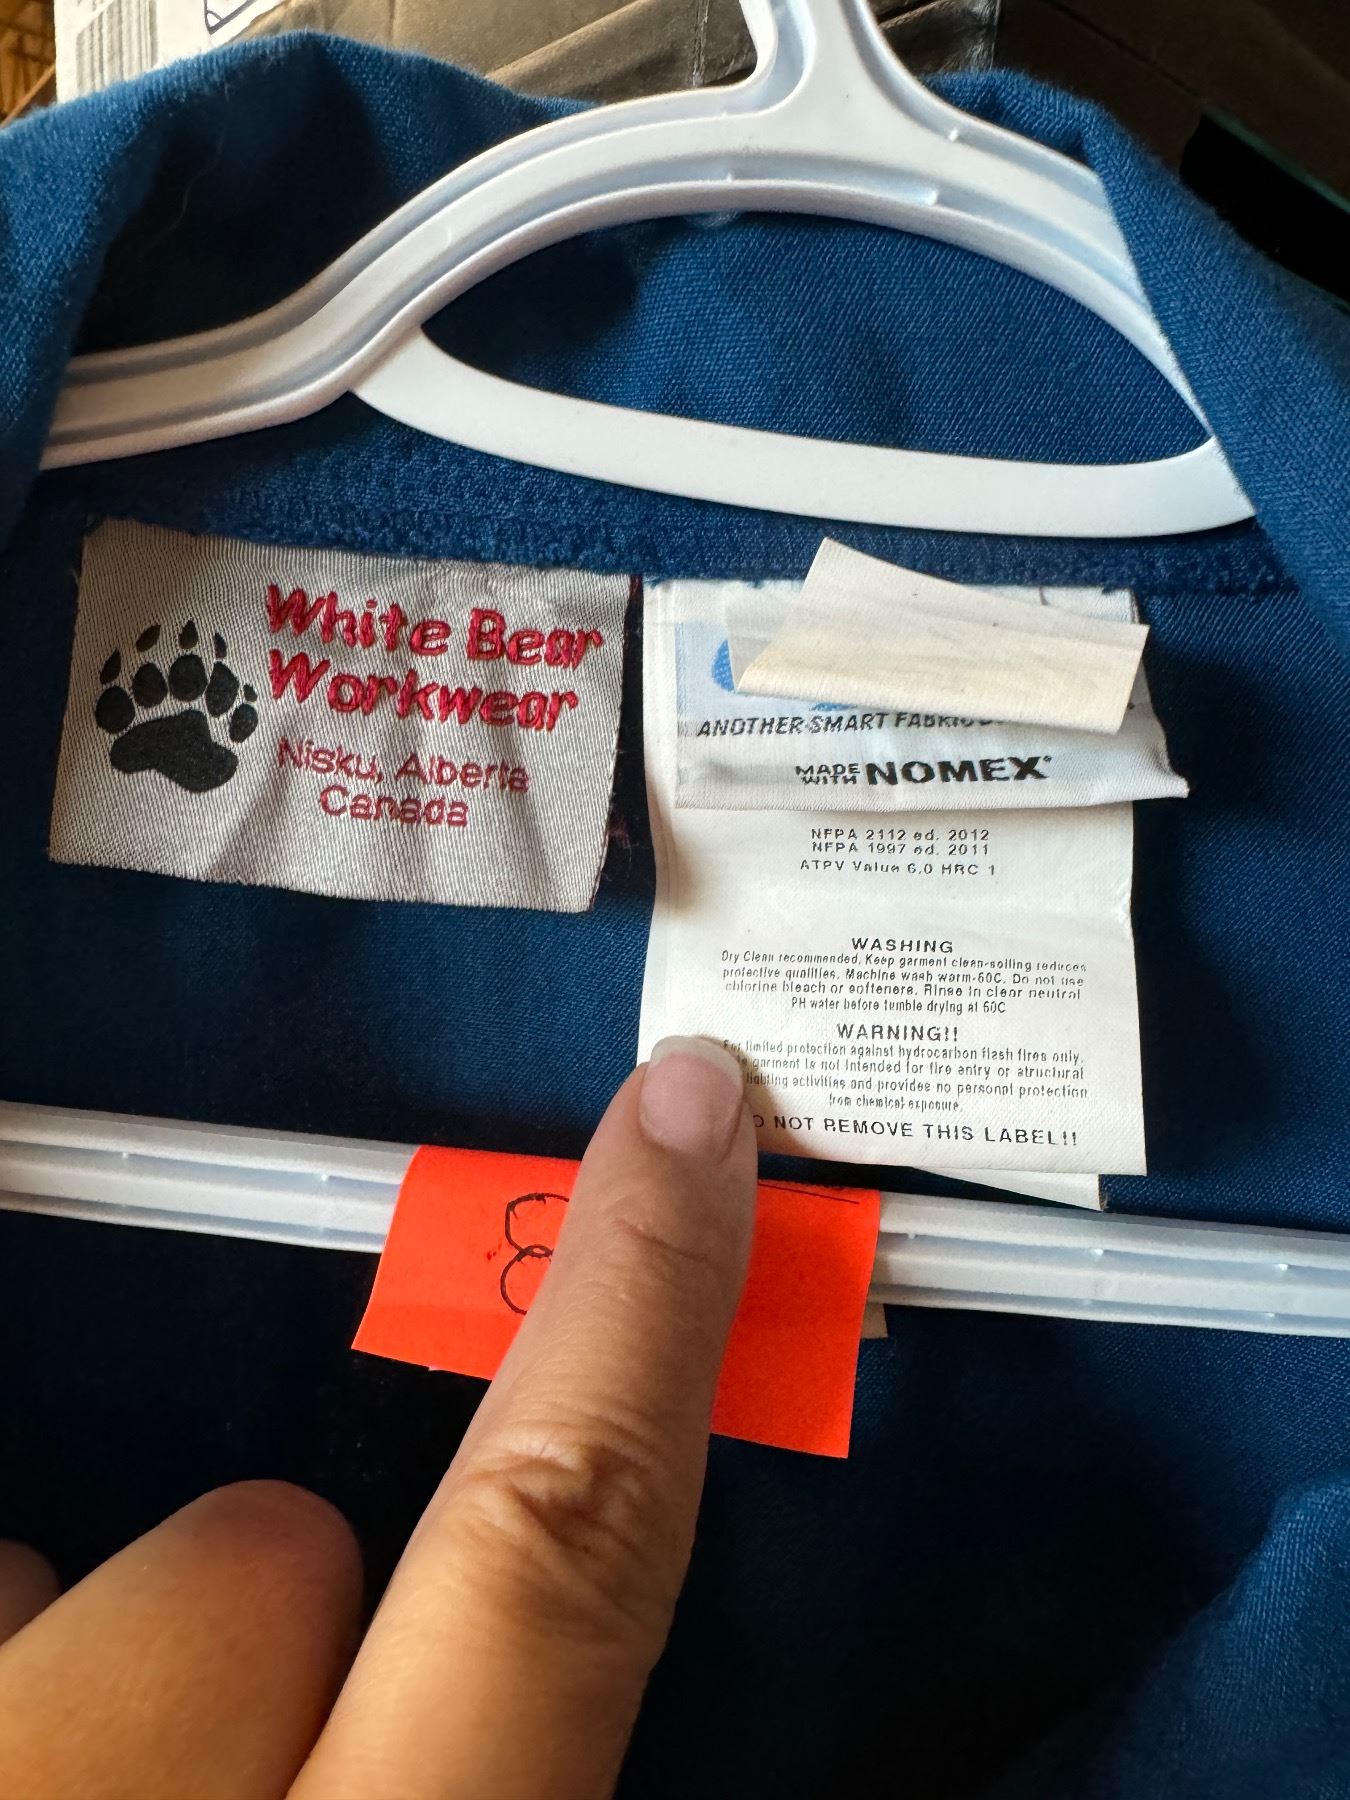 White Bear
Workwear
Nisku, Alberta
Canada
ANOTHER SMART FABRIC
MADE
WITH NOMEX®
NFPA 2112 ed. 2012
NFPA 1997 ed. 2011
ATPV Value 6.0 HRC 1
WASHING
Dry Clean recommended. Keep garment clean-soiling reduces
protective qualities. Machine wash warm-60C. Do not use
chlorine bleach or softeners. Rinse in clear neutral
PH water before tumble drying at 60C
WARNING!!
For limited protection against hydrocarbon flash fires only.
garment is not intended for fire entry or structural
fighting activities and provides no personal protection
from chemical exposure.
DO NOT REMOVE THIS LABEL!!
8